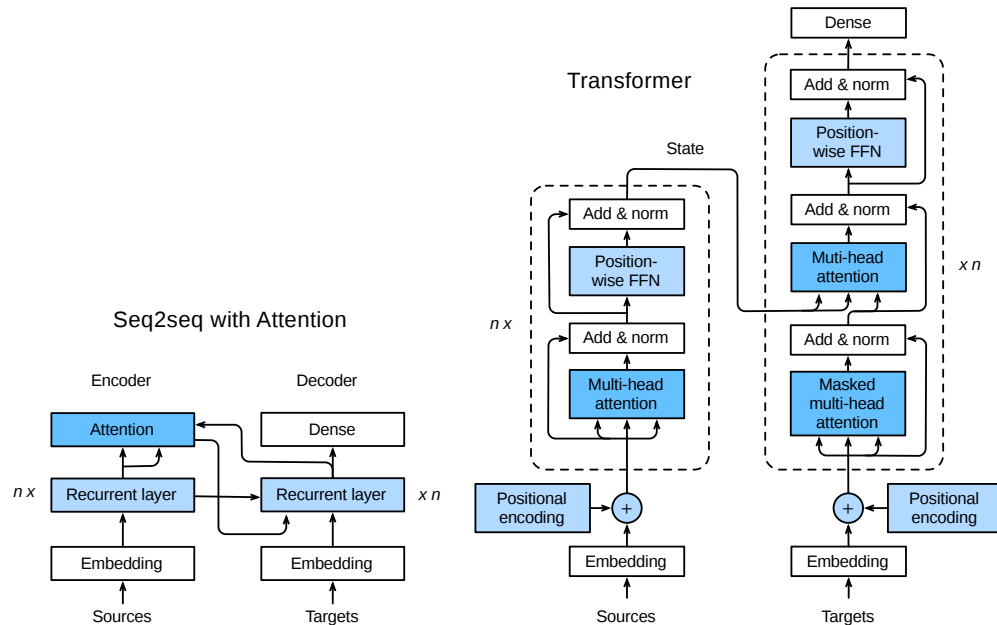 Seq2seq with Attention
Encoder
Decoder
Attention
Dense
n x
Recurrent layer
Recurrent layer
x n
Embedding
Embedding
Sources
Targets
Transformer
State
n x
Add & norm
Position-
wise FFN
Add & norm
Multi-head
attention
Positional
encoding
+
Embedding
Sources
Dense
Add & norm
Position-
wise FFN
Add & norm
Muti-head
attention
x n
Add & norm
Masked
multi-head
attention
+
Positional
encoding
Embedding
Targets